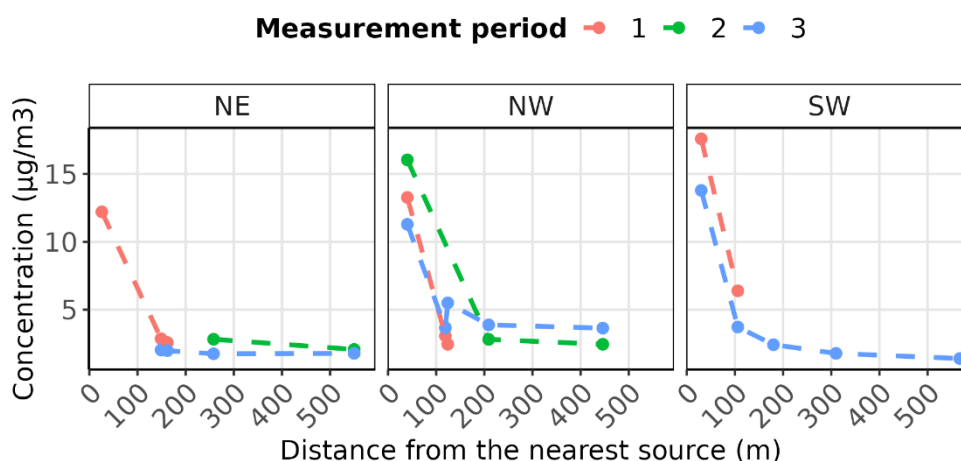 Measurement period 1 2 3
NE NW SW
Concentration (µg/m3)
15
10
5
0 100 200 300 400 500 0 100 200 300 400 500 0 100 200 300 400 500
Distance from the nearest source (m)